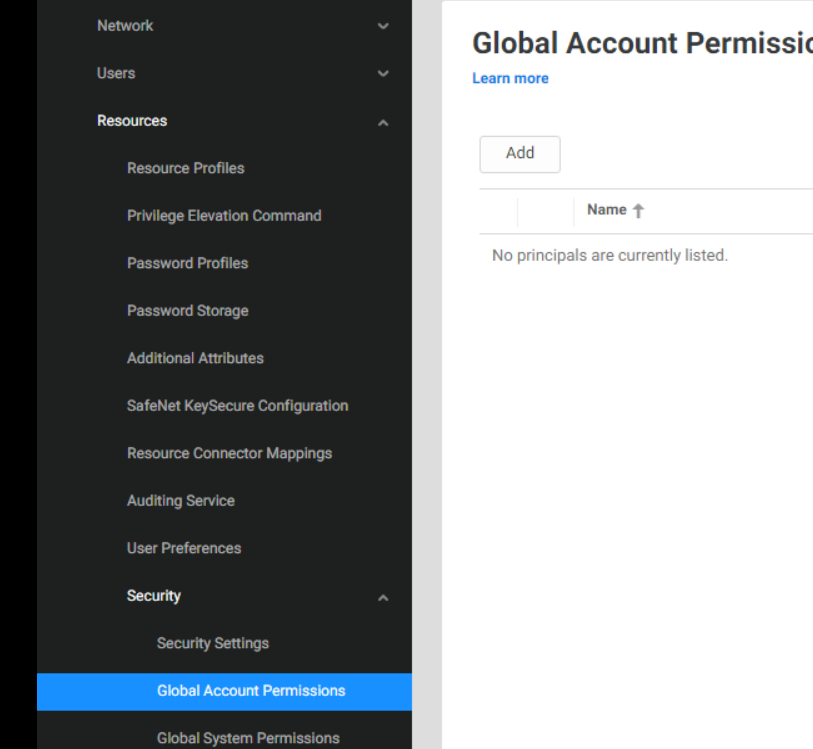 Network
Users
Resources
Resource Profiles
Privilege Elevation Command
Password Profiles
Password Storage
Additional Attributes
SafeNet KeySecure Configuration
Resource Connector Mappings
Auditing Service
User Preferences
Security
Security Settings
Global Account Permissions
Global System Permissions
Global Account Permissio
Learn more
Add
Name
No principals are currently listed.